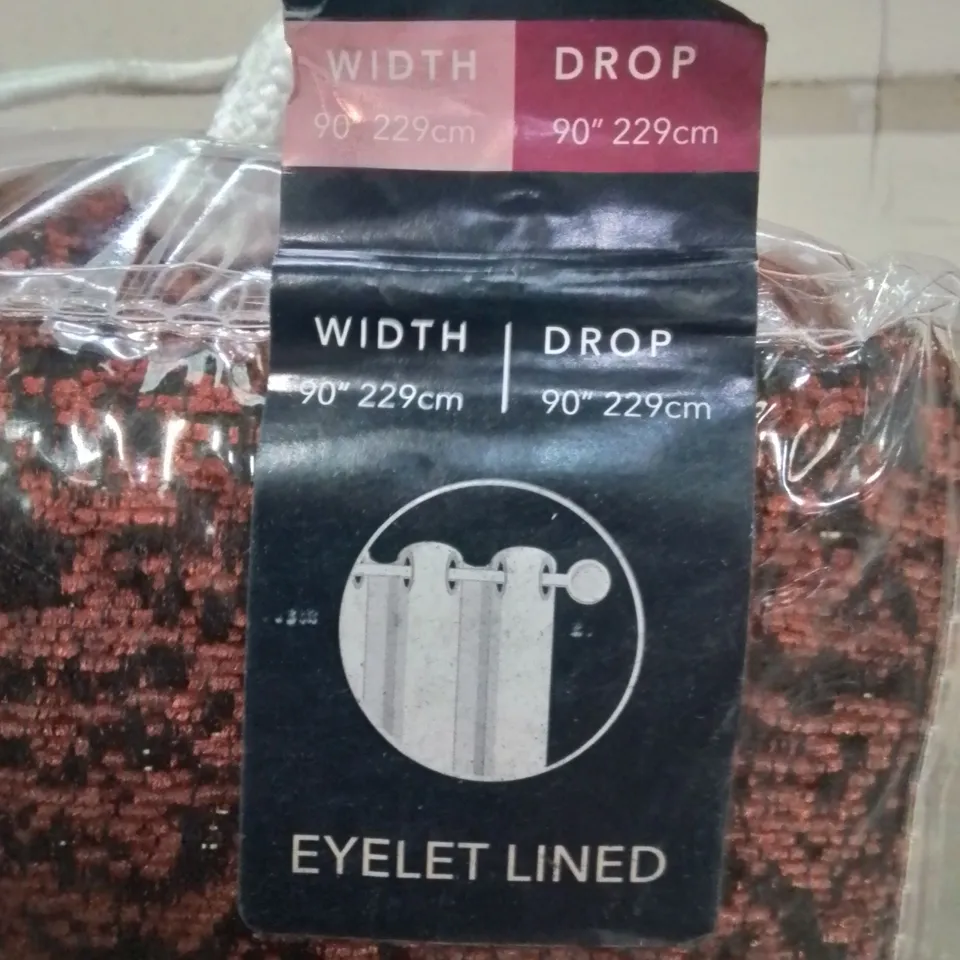 WIDTH DROP
90" 229cm 90" 229cm
WIDTH DROP
90" 229cm 90" 229cm
EYELET LINED